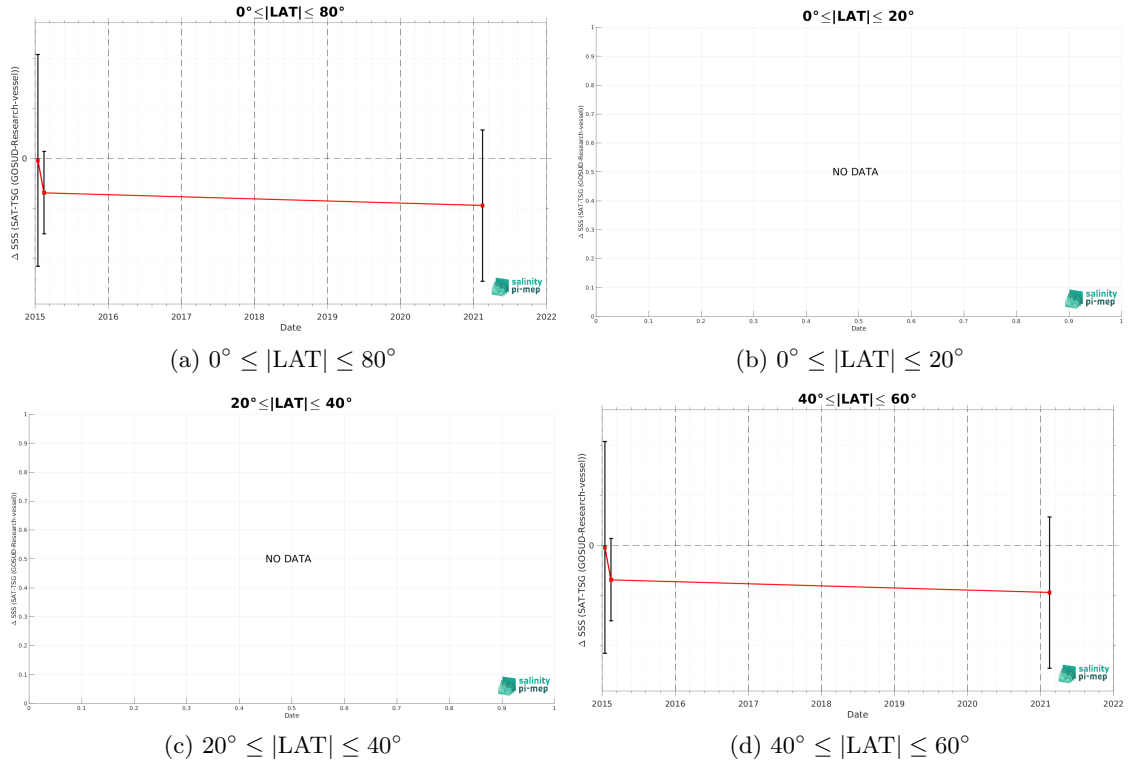 0°≤|LAT|≤ 80°
Δ SSS (SAT-TSG (GOSUD-Research-vessel))
0
2015 2016 2017 2018 2019 2020 2021 2022
Date
salinity
pi-mep
(a) 0° ≤ |LAT| ≤ 80°
0°≤|LAT|≤ 20°
Δ SSS (SAT-TSG (GOSUD-Research-vessel))
1
0.9
0.8
0.7
0.6
0.5
0.4
0.3
0.2
0.1
0
NO DATA
0 0.1 0.2 0.3 0.4 0.5 0.6 0.7 0.8 0.9 1
Date
salinity
pi-mep
(b) 0° ≤ |LAT| ≤ 20°
20°≤|LAT|≤ 40°
Δ SSS (SAT-TSG (GOSUD-Research-vessel))
1
0.9
0.8
0.7
0.6
0.5
0.4
0.3
0.2
0.1
0
NO DATA
0 0.1 0.2 0.3 0.4 0.5 0.6 0.7 0.8 0.9 1
Date
salinity
pi-mep
(c) 20° ≤ |LAT| ≤ 40°
40°≤|LAT|≤ 60°
Δ SSS (SAT-TSG (GOSUD-Research-vessel))
0
2015 2016 2017 2018 2019 2020 2021 2022
Date
salinity
pi-mep
(d) 40° ≤ |LAT| ≤ 60°